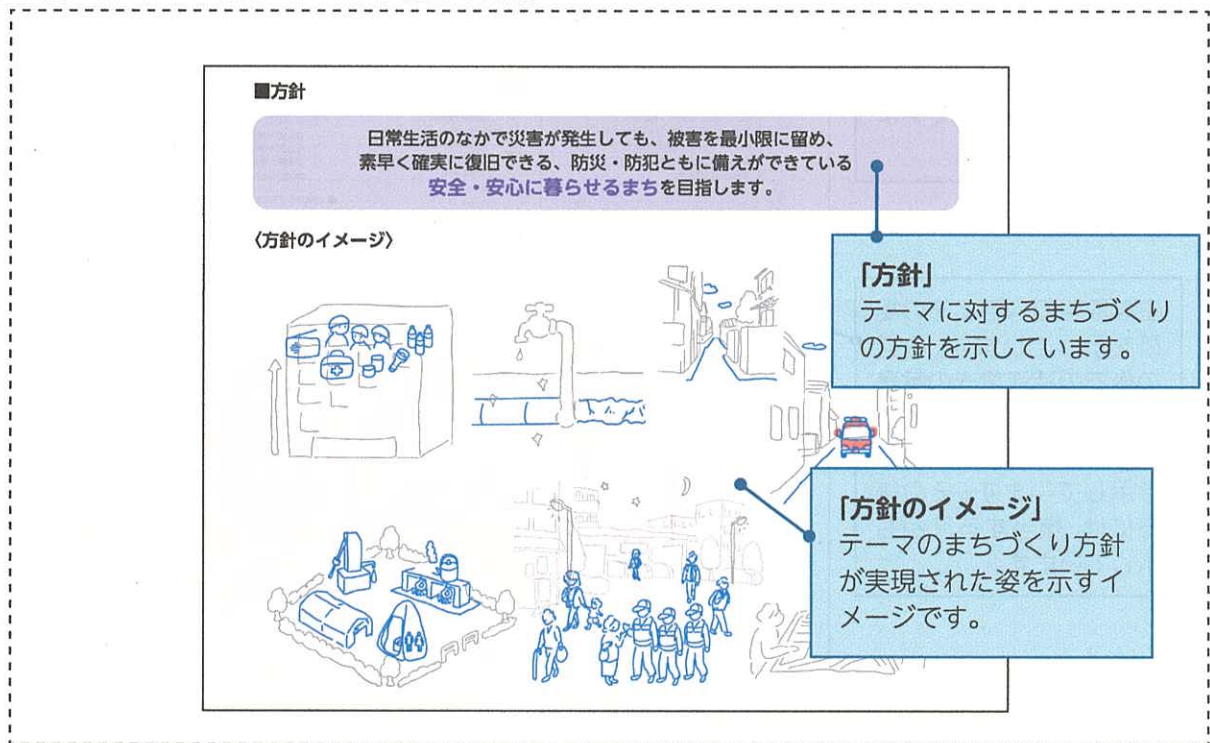 ■方針
日常生活のなかで災害が発生しても、被害を最小限に留め、
素早く確実に復旧できる、防災・防犯ともに備えができている
安全・安心に暮らせるまちを目指します。
〈方針のイメージ〉
「方針」
テーマに対するまちづくり
の方針を示しています。
「方針のイメージ」
テーマのまちづくり方針
が実現された姿を示すイ
メージです。